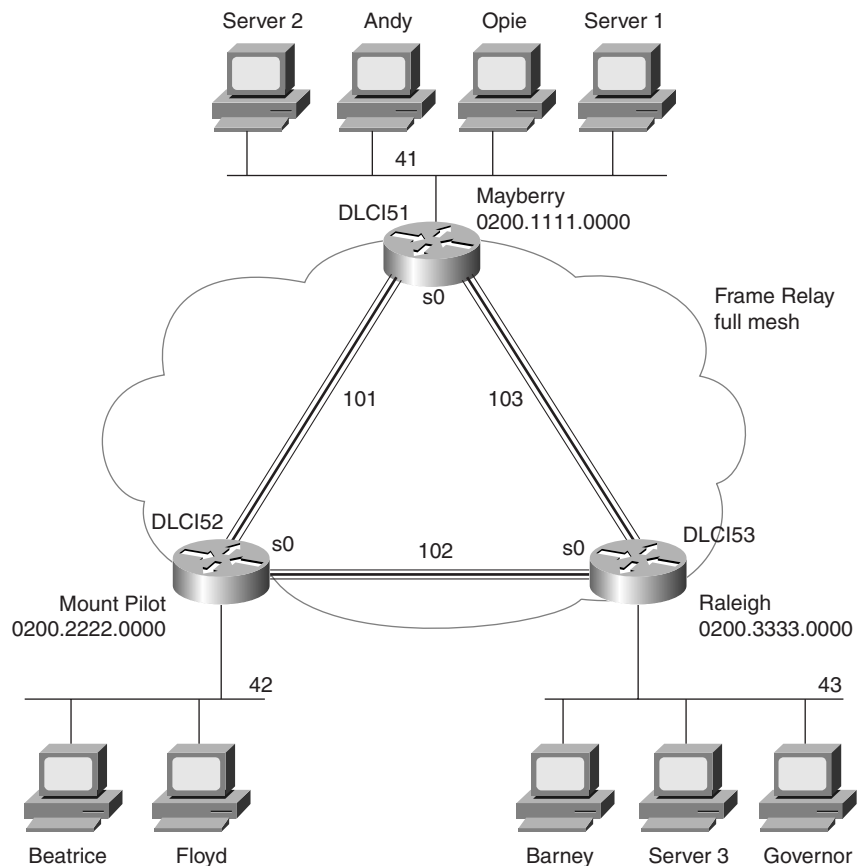 Server 2 Andy Opie Server 1
41
Mayberry
0200.1111.0000
DLCI51
s0
Frame Relay
full mesh
101 103
DLCI52
s0 102 s0
DLCI53
Mount Pilot
0200.2222.0000
Raleigh
0200.3333.0000
42 43
Beatrice Floyd Barney Server 3 Governor